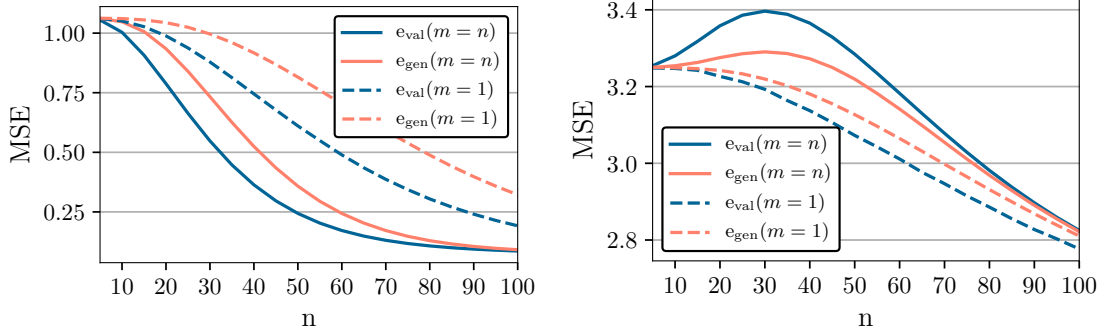 MSE
1.00
0.75
0.50
0.25
e_val(m = n)
e_gen(m = n)
e_val(m = 1)
e_gen(m = 1)
10 20 30 40 50 60 70 80 90 100
n
MSE
3.4
3.2
3.0
2.8
e_val(m = n)
e_gen(m = n)
e_val(m = 1)
e_gen(m = 1)
10 20 30 40 50 60 70 80 90 100
n